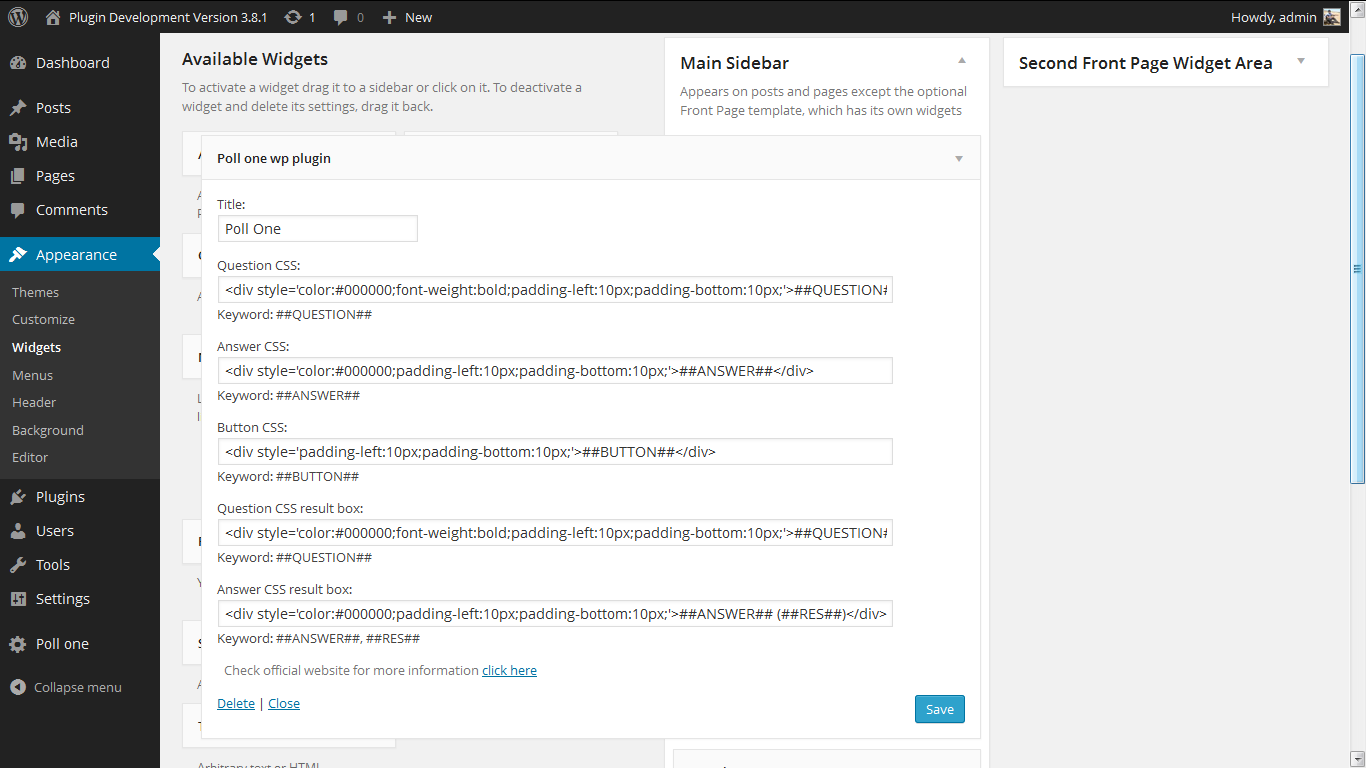 Plugin Development Version 3.8.1 1 0 New Howdy, admin
Dashboard
Posts
Media
Pages
Comments
Appearance
Themes
Customize
Widgets
Menus
Header
Background
Editor
Plugins
Users
Tools
Settings
Poll one
Collapse menu
Available Widgets
To activate a widget drag it to a sidebar or click on it. To deactivate a
widget and delete its settings, drag it back.
Main Sidebar
Appears on posts and pages except the optional
Front Page template, which has its own widgets
Second Front Page Widget Area
Poll one wp plugin
Title:
Poll One
Question CSS:
<div style='color:#000000;font-weight:bold;padding-left:10px;padding-bottom:10px;'>##QUESTION#
Keyword: ##QUESTION##
Answer CSS:
<div style='color:#000000;padding-left:10px;padding-bottom:10px;'>##ANSWER##</div>
Keyword: ##ANSWER##
Button CSS:
<div style='padding-left:10px;padding-bottom:10px;'>##BUTTON##</div>
Keyword: ##BUTTON##
Question CSS result box:
<div style='color:#000000;font-weight:bold;padding-left:10px;padding-bottom:10px;'>##QUESTION#
Keyword: ##QUESTION##
Answer CSS result box:
<div style='color:#000000;padding-left:10px;padding-bottom:10px;'>##ANSWER## (##RES##)</div>
Keyword: ##ANSWER##, ##RES##
Check official website for more information click here
Delete | Close
Save
Arbitrary text or HTML